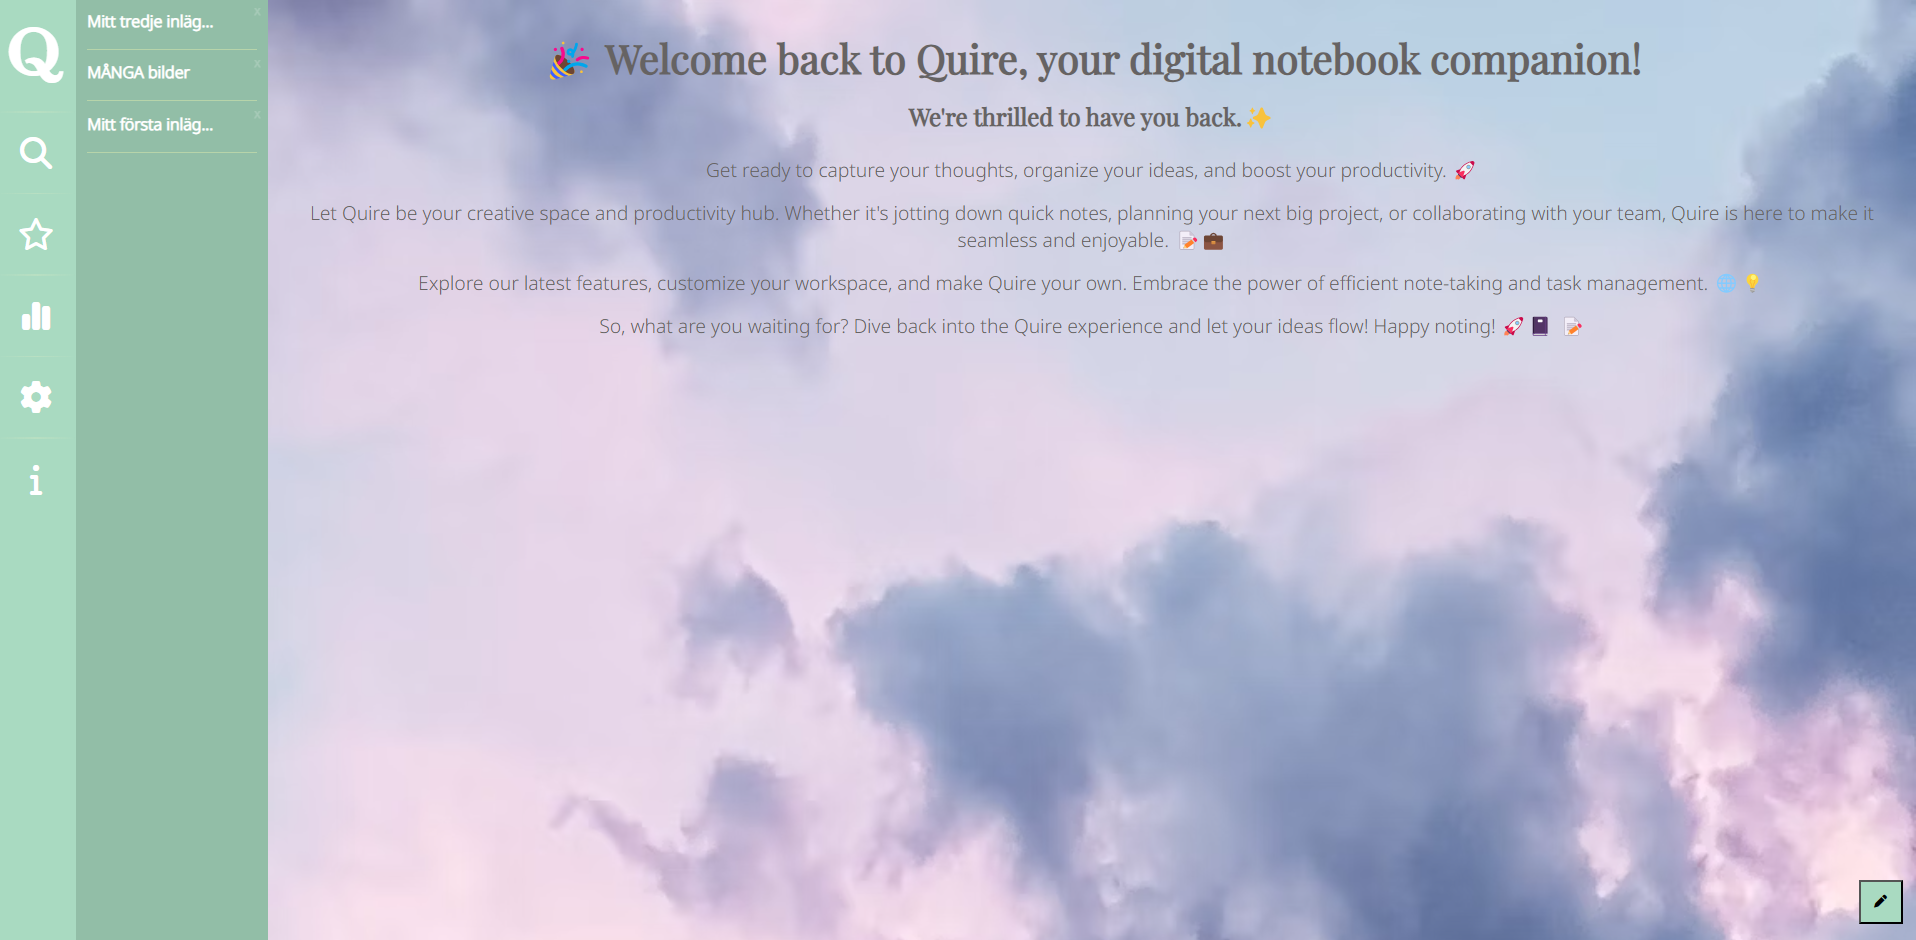 Q
Mitt tredje inläg...
x
MÅNGA bilder
x
Mitt första inläg...
x
🎉 Welcome back to Quire, your digital notebook companion!
We're thrilled to have you back.✨
Get ready to capture your thoughts, organize your ideas, and boost your productivity. 🚀
Let Quire be your creative space and productivity hub. Whether it's jotting down quick notes, planning your next big project, or collaborating with your team, Quire is here to make it
seamless and enjoyable. 📝💼
Explore our latest features, customize your workspace, and make Quire your own. Embrace the power of efficient note-taking and task management. 🌐💡
So, what are you waiting for? Dive back into the Quire experience and let your ideas flow! Happy noting! 🚀📓 📝